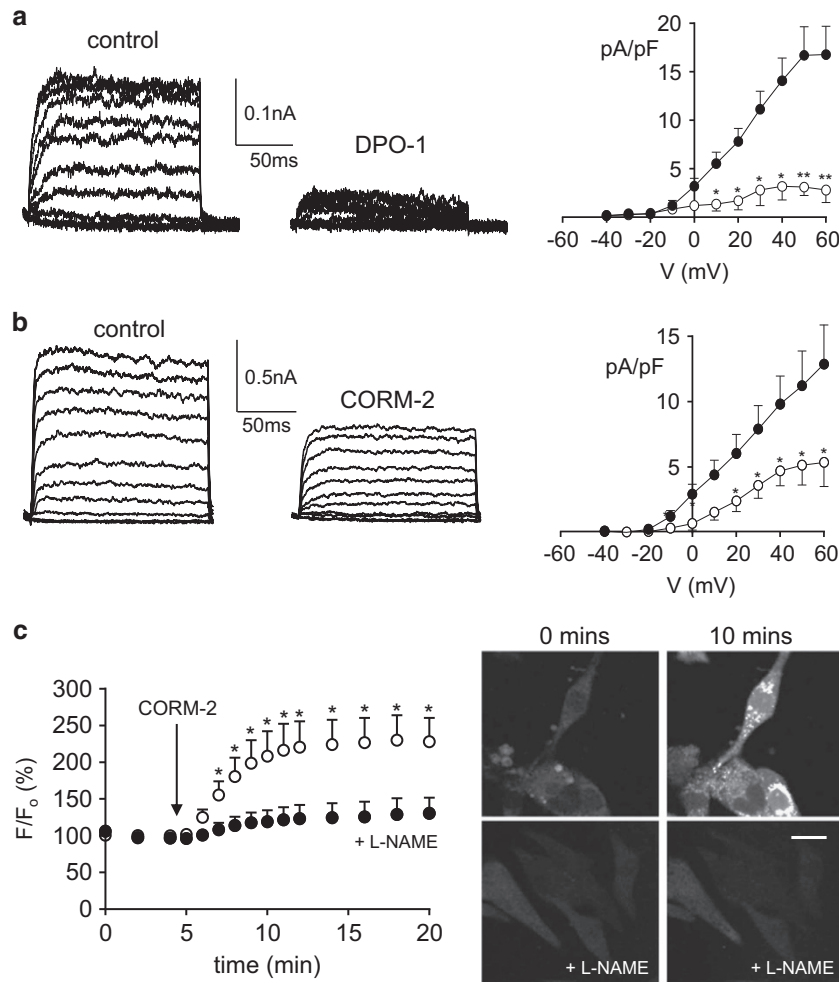 a
control
0.1nA
50ms
DPO-1
pA/pF
20
15
10
5
* * * * ** **
-60 -40 -20 0 20 40 60
V (mV)
b
control
0.5nA
50ms
CORM-2
pA/pF
15
10
5
* * * * * * *
-60 -40 -20 0 20 40 60
V (mV)
c
F/Fo (%)
300
250
200
150
100
50
0
CORM-2
* * * * * * * * * *
+ L-NAME
0 5 10 15 20
time (min)
0 mins
10 mins
+ L-NAME
+ L-NAME